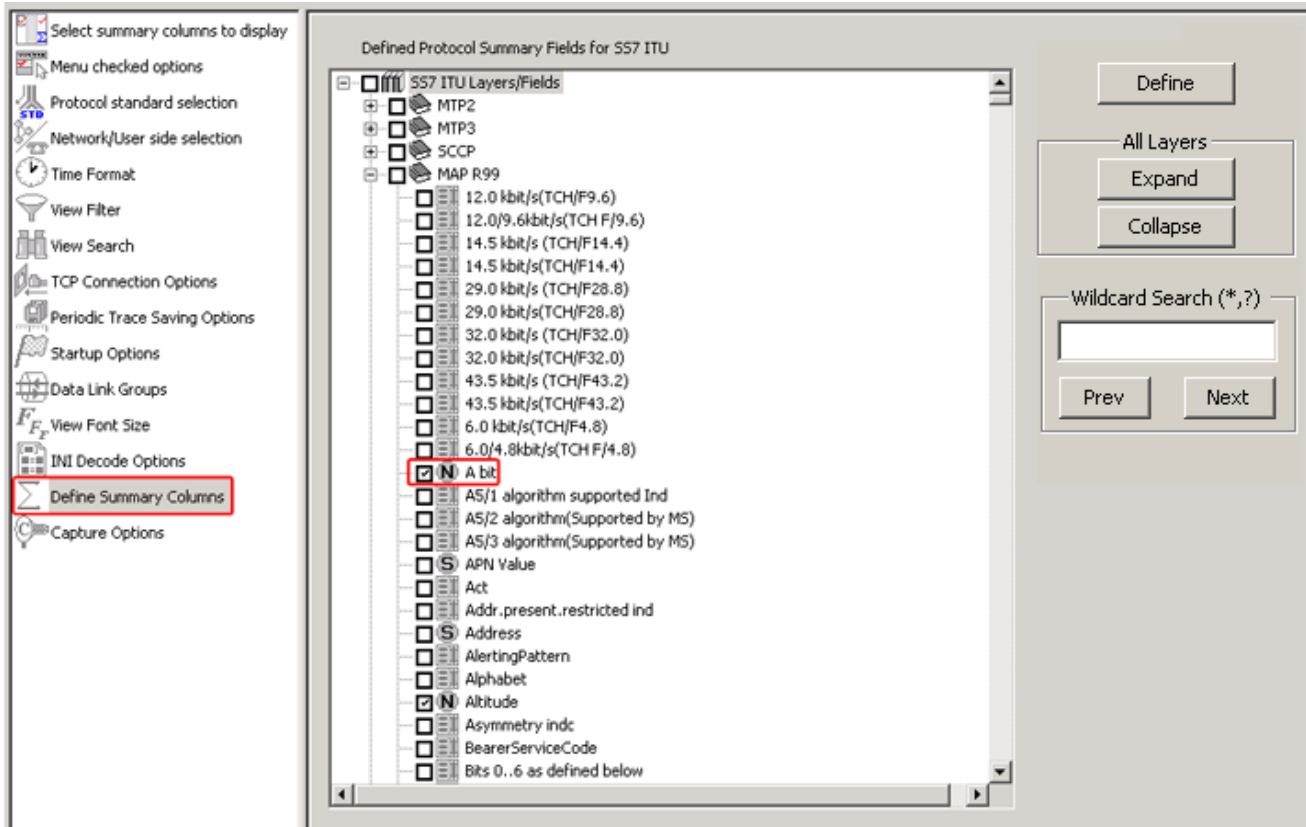 Select summary columns to display
Menu checked options
STD
Protocol standard selection
Network/User side selection
Time Format
View Filter
View Search
TCP Connection Options
Periodic Trace Saving Options
Startup Options
Data Link Groups
View Font Size
INI Decode Options
Define Summary Columns
Capture Options
Defined Protocol Summary Fields for SS7 ITU
SS7 ITU Layers/Fields
MTP2
MTP3
SCCP
MAP R99
12.0 kbit/s(TCH/F9.6)
12.0/9.6kbit/s(TCH F/9.6)
14.5 kbit/s (TCH/F14.4)
14.5 kbit/s(TCH/F14.4)
29.0 kbit/s (TCH/F28.8)
29.0 kbit/s(TCH/F28.8)
32.0 kbit/s (TCH/F32.0)
32.0 kbit/s(TCH/F32.0)
43.5 kbit/s (TCH/F43.2)
43.5 kbit/s(TCH/F43.2)
6.0 kbit/s(TCH/F4.8)
6.0/4.8kbit/s(TCH F/4.8)
N A bit
A5/1 algorithm supported Ind
A5/2 algorithm(Supported by MS)
A5/3 algorithm(Supported by MS)
S APN Value
Act
Addr.present.restricted ind
S Address
AlertingPattern
Alphabet
N Altitude
Asymmetry indc
BearerServiceCode
Bits 0..6 as defined below
Define
All Layers
Expand
Collapse
Wildcard Search (*,?)
Prev
Next